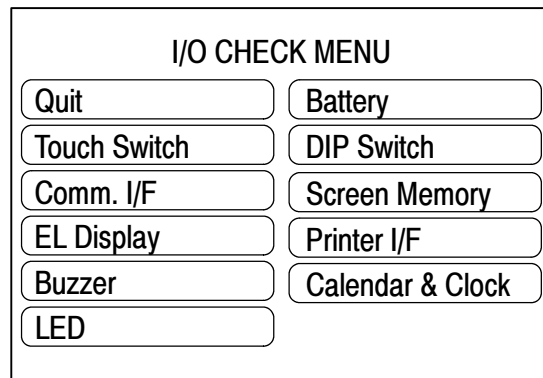 I/O CHECK MENU
Quit
Battery
Touch Switch
DIP Switch
Comm. I/F
Screen Memory
EL Display
Printer I/F
Buzzer
Calendar & Clock
LED